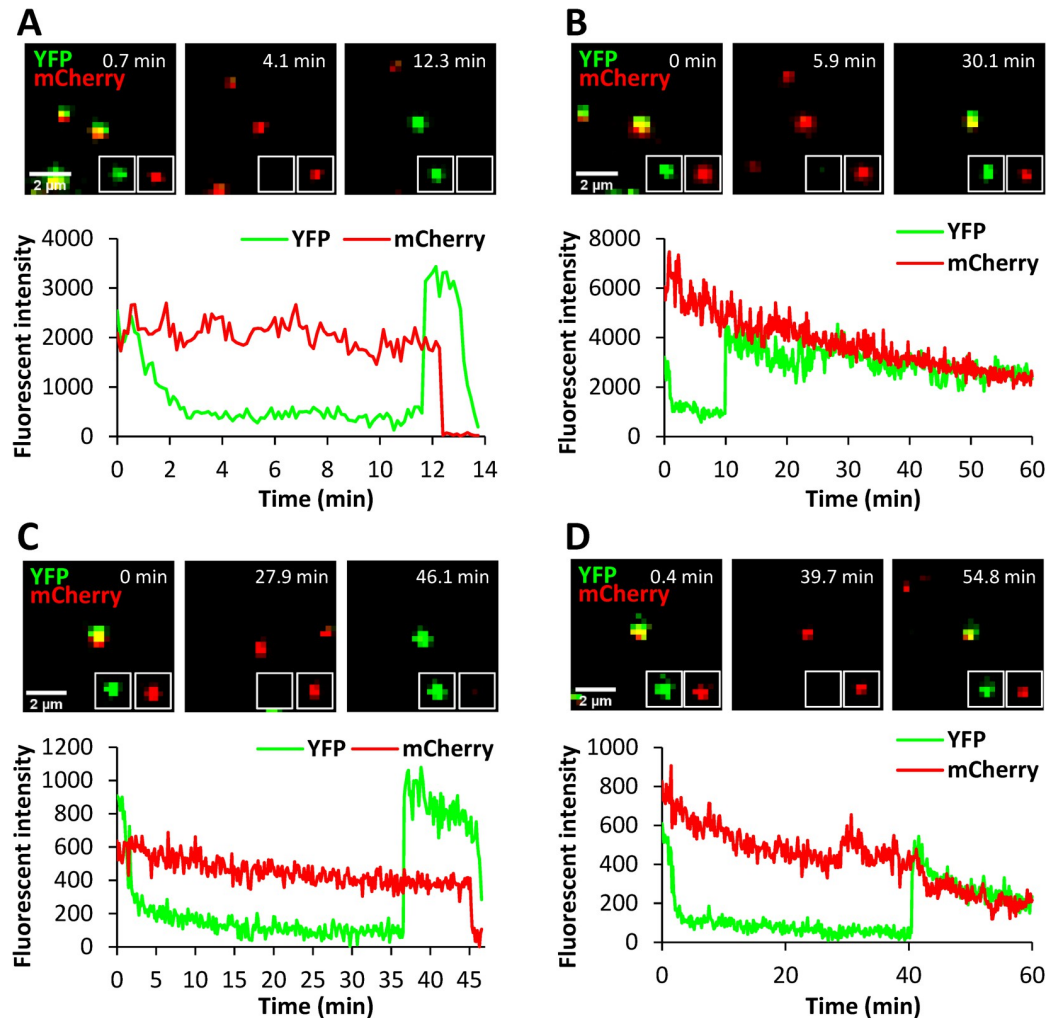 A
YFP
mCherry
0.7 min
4.1 min
12.3 min
2 µm
YFP mCherry
Fluorescent intensity
4000
3000
2000
1000
0
0 2 4 6 8 10 12 14
Time (min)
B
YFP
mCherry
0 min
5.9 min
30.1 min
2 µm
YFP
mCherry
Fluorescent intensity
8000
6000
4000
2000
0
0 10 20 30 40 50 60
Time (min)
C
YFP
mCherry
0 min
27.9 min
46.1 min
2 µm
YFP mCherry
Fluorescent intensity
1200
1000
800
600
400
200
0
0 5 10 15 20 25 30 35 40 45
Time (min)
D
YFP
mCherry
0.4 min
39.7 min
54.8 min
2 µm
YFP
mCherry
Fluorescent intensity
1000
800
600
400
200
0
0 20 40 60
Time (min)